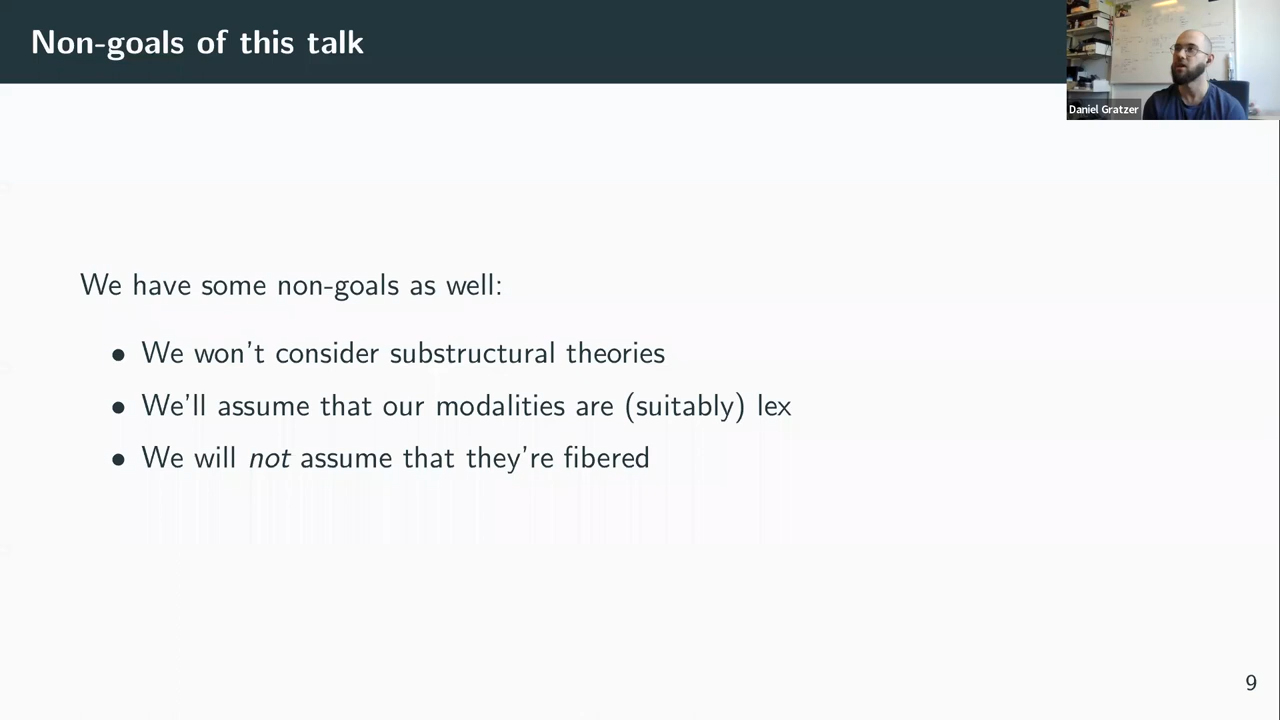 Non-goals of this talk
Daniel Gratzer
We have some non-goals as well:
• We won't consider substructural theories
• We'll assume that our modalities are (suitably) lex
• We will not assume that they're fibered
9